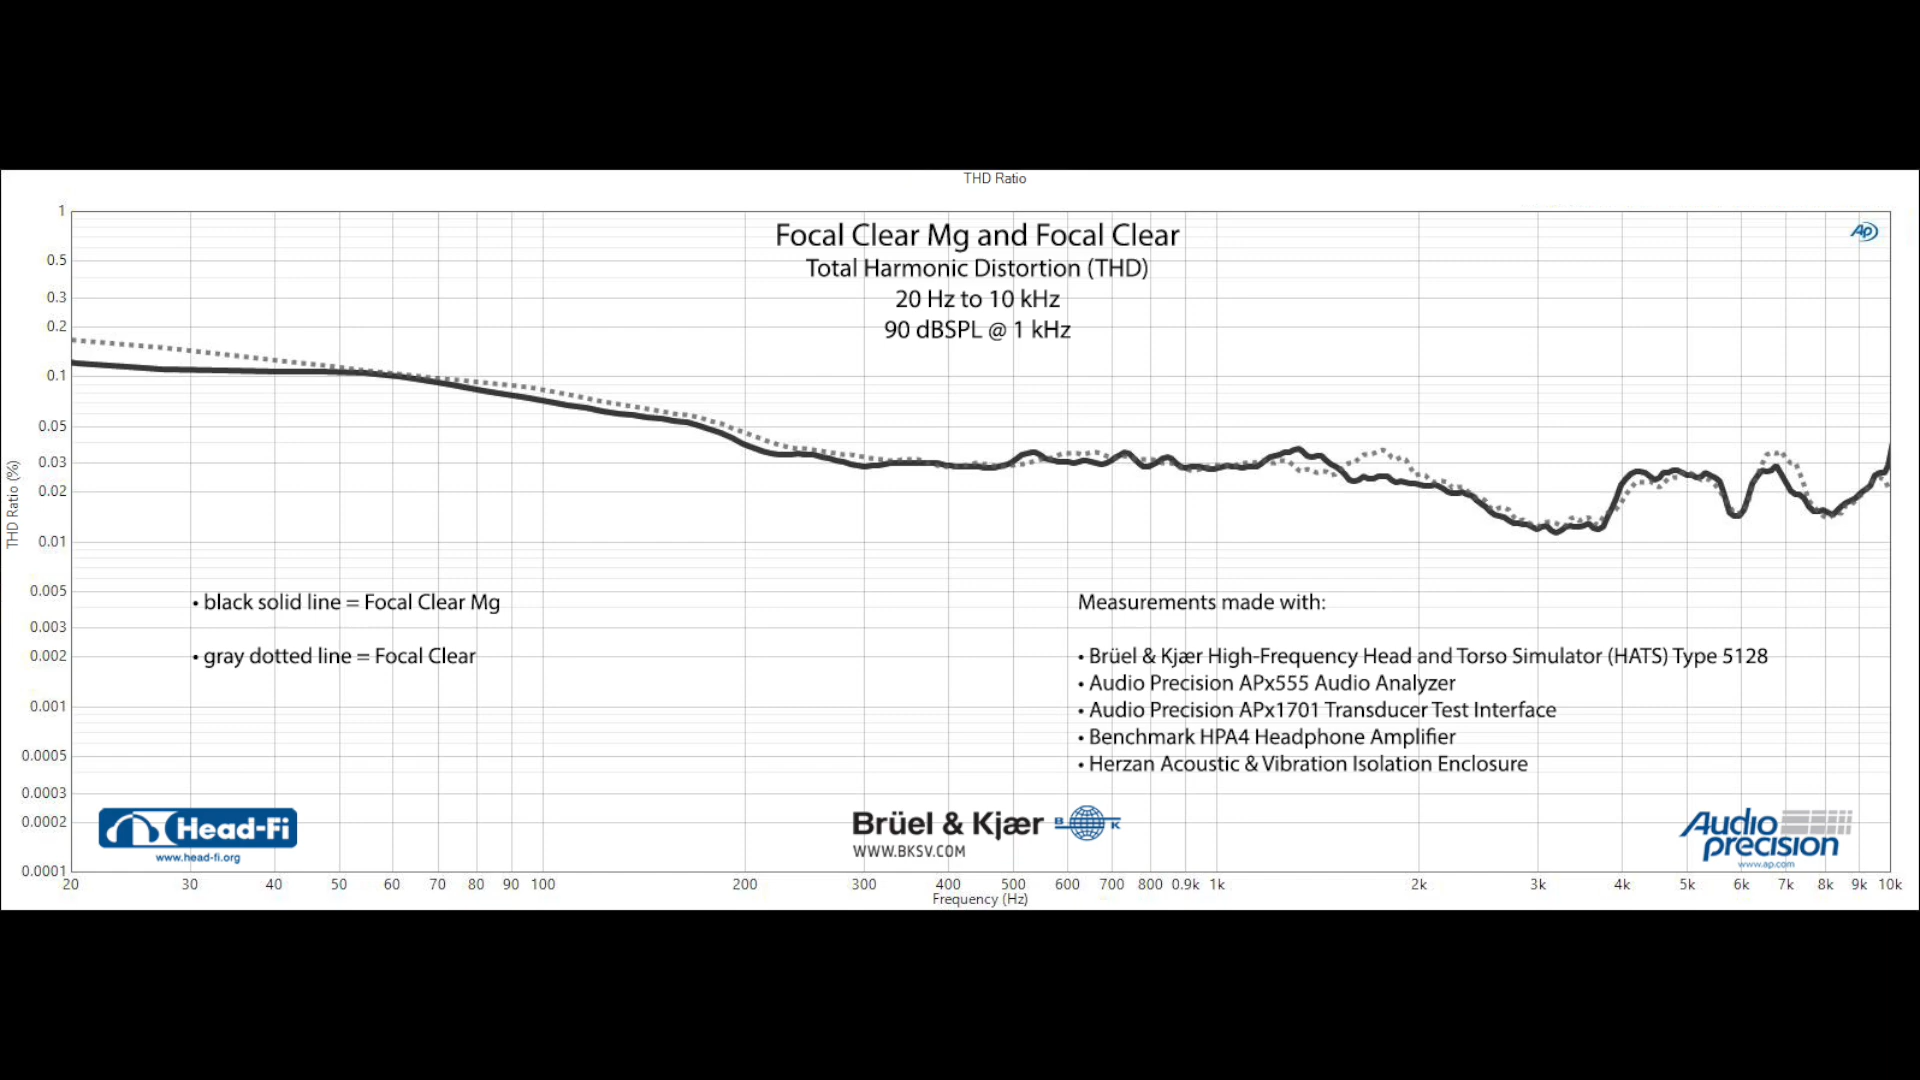 THD Ratio
Focal Clear Mg and Focal Clear
Total Harmonic Distortion (THD)
20 Hz to 10 kHz
90 dBSPL @ 1 kHz
AP
THD Ratio (%)
1
0.5
0.3
0.2
0.1
0.05
0.03
0.02
0.01
0.005
0.003
0.002
0.001
0.0005
0.0003
0.0002
0.0001
• black solid line = Focal Clear Mg
• gray dotted line = Focal Clear
Measurements made with:
• Brüel & Kjær High-Frequency Head and Torso Simulator (HATS) Type 5128
• Audio Precision APx555 Audio Analyzer
• Audio Precision APx1701 Transducer Test Interface
• Benchmark HPA4 Headphone Amplifier
• Herzan Acoustic & Vibration Isolation Enclosure
Head-Fi
www.head-fi.org
Brüel & Kjær B K
WWW.BKSV.COM
Audio
precision
www.ap.com
20 30 40 50 60 70 80 90 100 200 300 400 500 600 700 800 0.9k 1k 2k 3k 4k 5k 6k 7k 8k 9k 10k
Frequency (Hz)